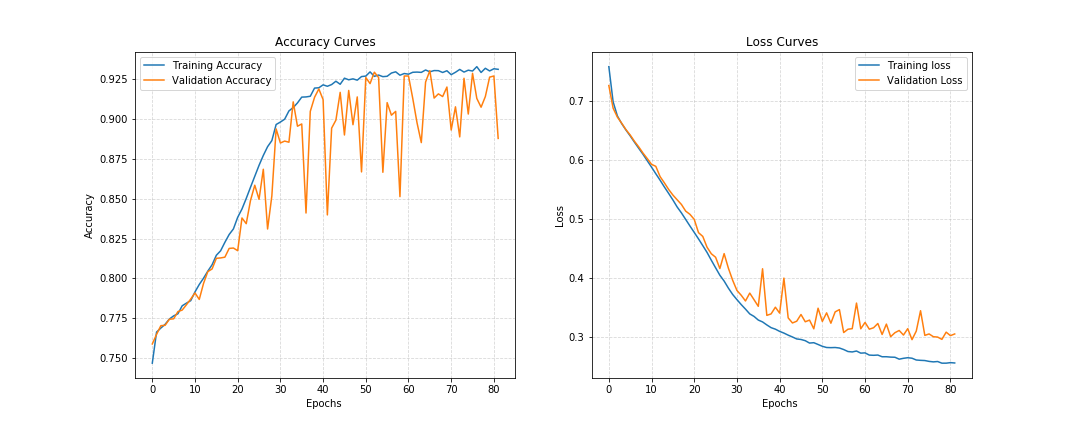 Accuracy Curves
Training Accuracy
Validation Accuracy
0.925
0.900
0.875
0.850
0.825
0.800
0.775
0.750
Accuracy
0 10 20 30 40 50 60 70 80
Epochs
Loss Curves
Training loss
Validation Loss
0.7
0.6
0.5
0.4
0.3
Loss
0 10 20 30 40 50 60 70 80
Epochs